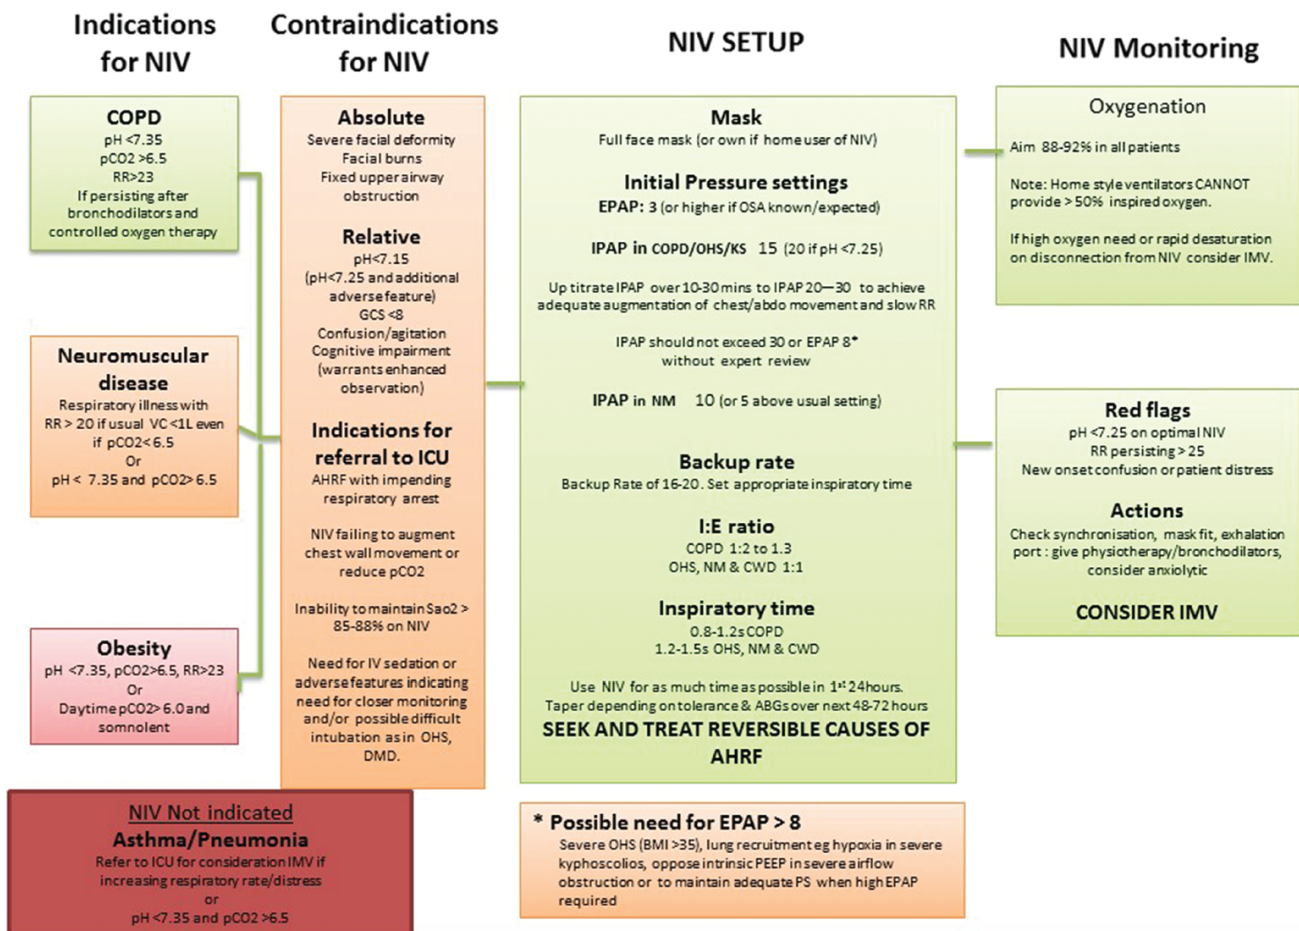 Indications
for NIV
COPD
pH <7.35
pCO2 >6.5
RR>23
If persisting after
bronchodilators and
controlled oxygen therapy
Neuromuscular
disease
Respiratory illness with
RR > 20 if usual VC <1L even
if pCO2< 6.5
Or
pH < 7.35 and pCO2> 6.5
Obesity
pH <7.35, pCO2>6.5, RR>23
Or
Daytime pCO2> 6.0 and
somnolent
NIV Not indicated
Asthma/Pneumonia
Refer to ICU for consideration IMV if
increasing respiratory rate/distress
or
pH <7.35 and pCO2 >6.5
Contraindications
for NIV
Absolute
Severe facial deformity
Facial burns
Fixed upper airway
obstruction
Relative
pH<7.15
(pH<7.25 and additional
adverse feature)
GCS <8
Confusion/agitation
Cognitive impairment
(warrants enhanced
observation)
Indications for
referral to ICU
AHRF with impending
respiratory arrest
NIV failing to augment
chest wall movement or
reduce pCO2
Inability to maintain Sao2 >
85-88% on NIV
Need for IV sedation or
adverse features indicating
need for closer monitoring
and/or possible difficult
intubation as in OHS,
DMD.
NIV SETUP
Mask
Full face mask (or own if home user of NIV)
Initial Pressure settings
EPAP: 3 (or higher if OSA known/expected)
IPAP in COPD/OHS/KS 15 (20 if pH <7.25)
Up titrate IPAP over 10-30 mins to IPAP 20—30 to achieve
adequate augmentation of chest/abdo movement and slow RR
IPAP should not exceed 30 or EPAP 8*
without expert review
IPAP in NM 10 (or 5 above usual setting)
Backup rate
Backup Rate of 16-20. Set appropriate inspiratory time
I:E ratio
COPD 1:2 to 1.3
OHS, NM & CWD 1:1
Inspiratory time
0.8-1.2s COPD
1.2-1.5s OHS, NM & CWD
Use NIV for as much time as possible in 1st 24hours.
Taper depending on tolerance & ABGs over next 48-72 hours
SEEK AND TREAT REVERSIBLE CAUSES OF
AHRF
* Possible need for EPAP > 8
Severe OHS (BMI >35), lung recruitment eg hypoxia in severe
kyphoscolios, oppose intrinsic PEEP in severe airflow
obstruction or to maintain adequate PS when high EPAP
required
NIV Monitoring
Oxygenation
Aim 88-92% in all patients
Note: Home style ventilators CANNOT
provide > 50% inspired oxygen.
If high oxygen need or rapid desaturation
on disconnection from NIV consider IMV.
Red flags
pH <7.25 on optimal NIV
RR persisting > 25
New onset confusion or patient distress
Actions
Check synchronisation, mask fit, exhalation
port : give physiotherapy/bronchodilators,
consider anxiolytic
CONSIDER IMV